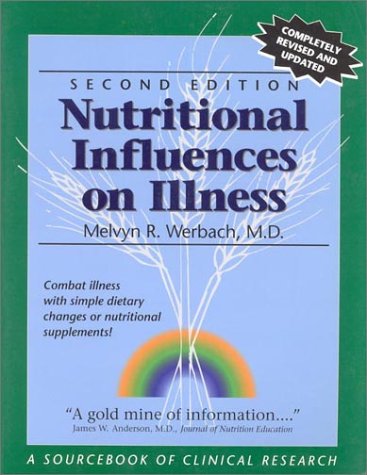 COMPLETELY
REVISED AND
UPDATED
SECOND EDITION
Nutritional
Influences
on Illness
Melvyn R. Werbach, M.D.
Combat illness
with simple dietary
changes or nutritional
supplements!
"A gold mine of information...."
James W. Anderson, M.D., Journal of Nutrition Education
A SOURCEBOOK OF CLINICAL RESEARCH